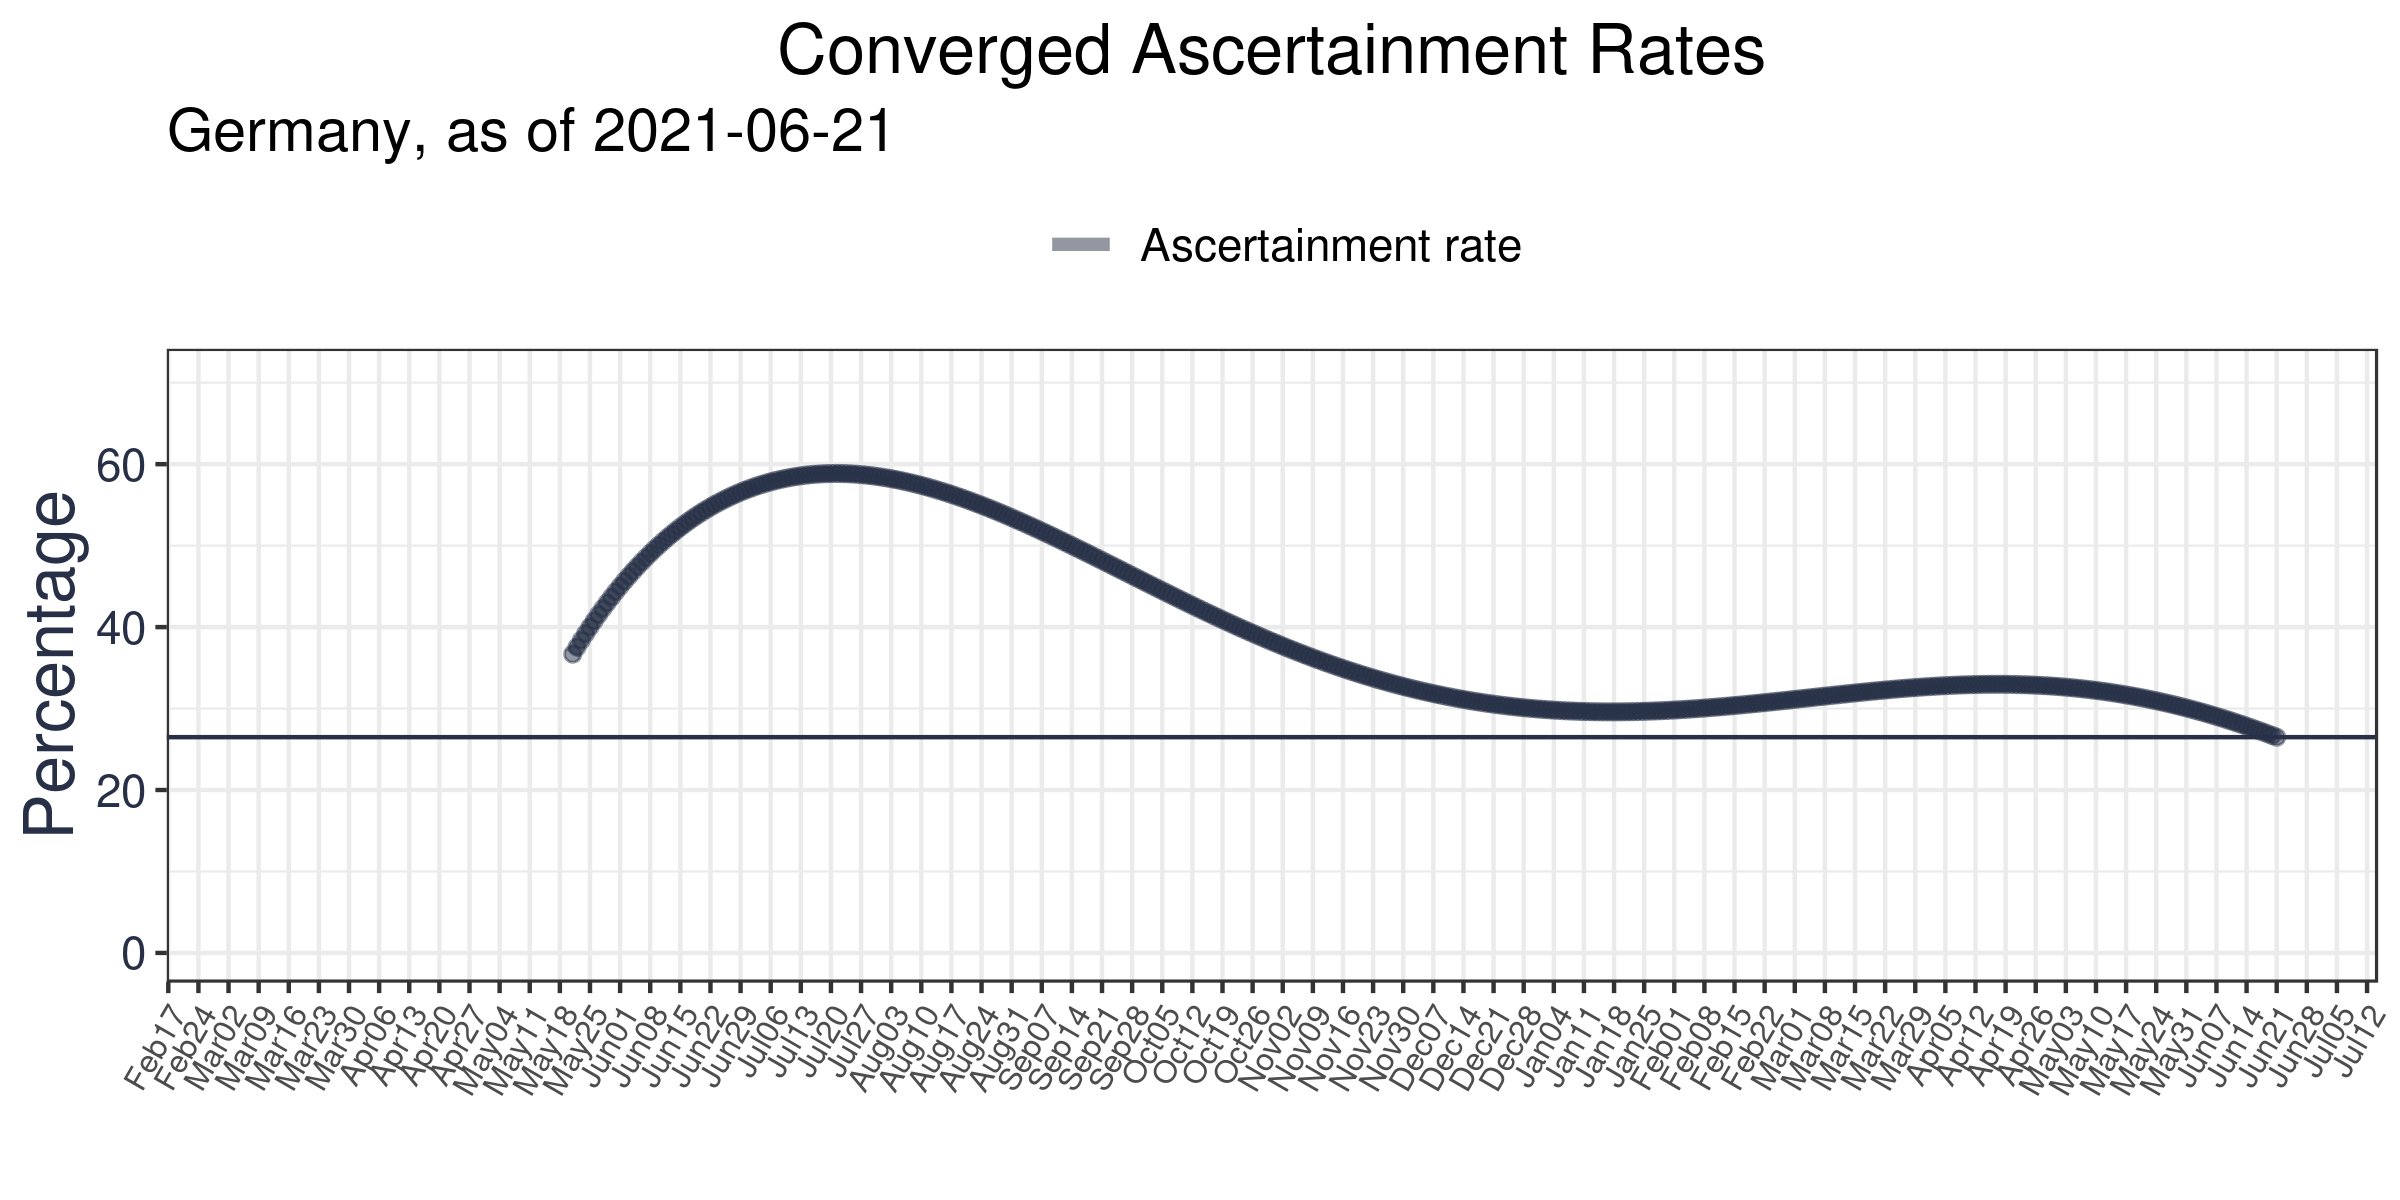 Converged Ascertainment Rates
Germany, as of 2021-06-21
Ascertainment rate
Percentage
60
40
20
0
Feb17
Feb24
Mar02
Mar09
Mar16
Mar23
Mar30
Apr06
Apr13
Apr20
Apr27
May04
May11
May18
May25
Jun01
Jun08
Jun15
Jun22
Jun29
Jul06
Jul13
Jul20
Jul27
Aug03
Aug10
Aug17
Aug24
Aug31
Sep07
Sep14
Sep21
Sep28
Oct05
Oct12
Oct19
Oct26
Nov02
Nov09
Nov16
Nov23
Nov30
Dec07
Dec14
Dec21
Dec28
Jan04
Jan11
Jan18
Jan25
Feb01
Feb08
Feb15
Feb22
Mar01
Mar08
Mar15
Mar22
Mar29
Apr05
Apr12
Apr19
Apr26
May03
May10
May17
May24
May31
Jun07
Jun14
Jun21
Jun28
Jul05
Jul12